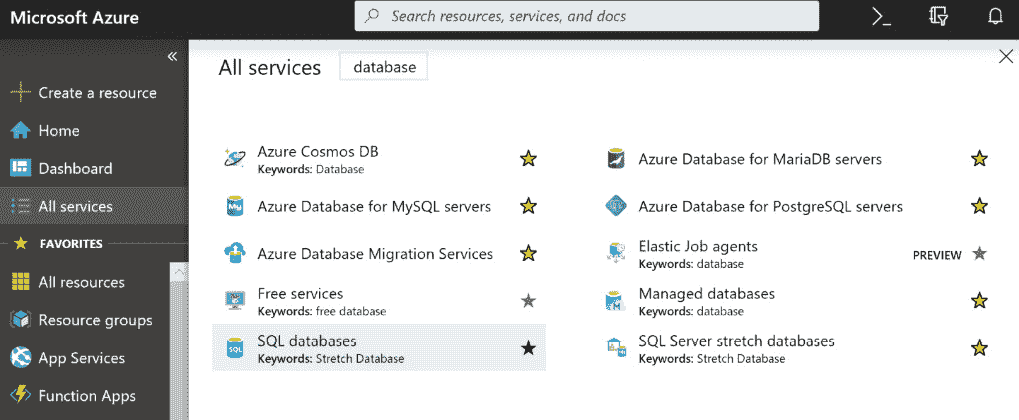 Microsoft Azure
Search resources, services, and docs
Create a resource
Home
Dashboard
All services
FAVORITES
All resources
Resource groups
App Services
Function Apps
All services
database
Azure Cosmos DB
Keywords: Database
Azure Database for MariaDB servers
Azure Database for MySQL servers
Azure Database for PostgreSQL servers
Azure Database Migration Services
Elastic Job agents
Keywords: database
PREVIEW
Free services
Keywords: free database
Managed databases
Keywords: database
SQL databases
Keywords: Stretch Database
SQL Server stretch databases
Keywords: Stretch Database